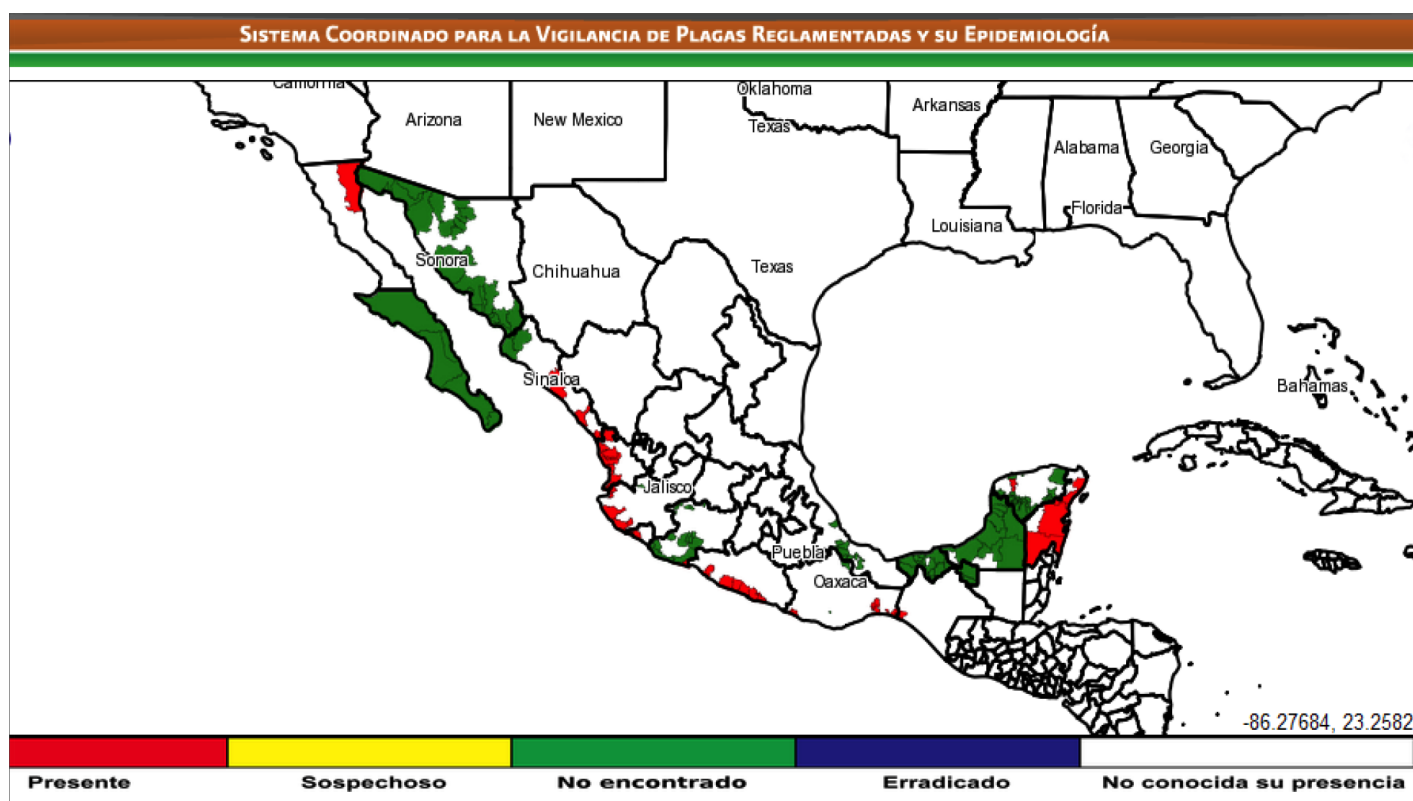 SISTEMA COORDINADO PARA LA VIGILANCIA DE PLAGAS REGLAMENTADAS Y SU EPIDEMIOLOGÍA
California
Oklahoma
Arizona
New Mexico
Texas
Arkansas
Alabama
Georgia
Florida
Louisiana
Sonora
Chihuahua
Texas
Sinaloa
Bahamas
Jalisco
Puebla
Oaxaca
-86.27684, 23.2582
Presente
Sospechoso
No encontrado
Erradicado
No conocida su presencia